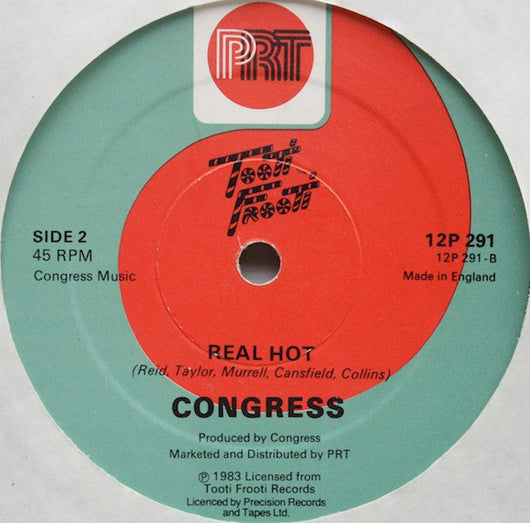 PRT
Tooti
Frooti
SIDE 2
45 RPM
Congress Music
12P 291
12P 291-B
Made in England
REAL HOT
(Reid, Taylor, Murrell, Cansfield, Collins)
CONGRESS
Produced by Congress
Marketed and Distributed by PRT
Ⓟ 1983 Licensed from
Tooti Frooti Records
Licenced by Precision Records
and Tapes Ltd.